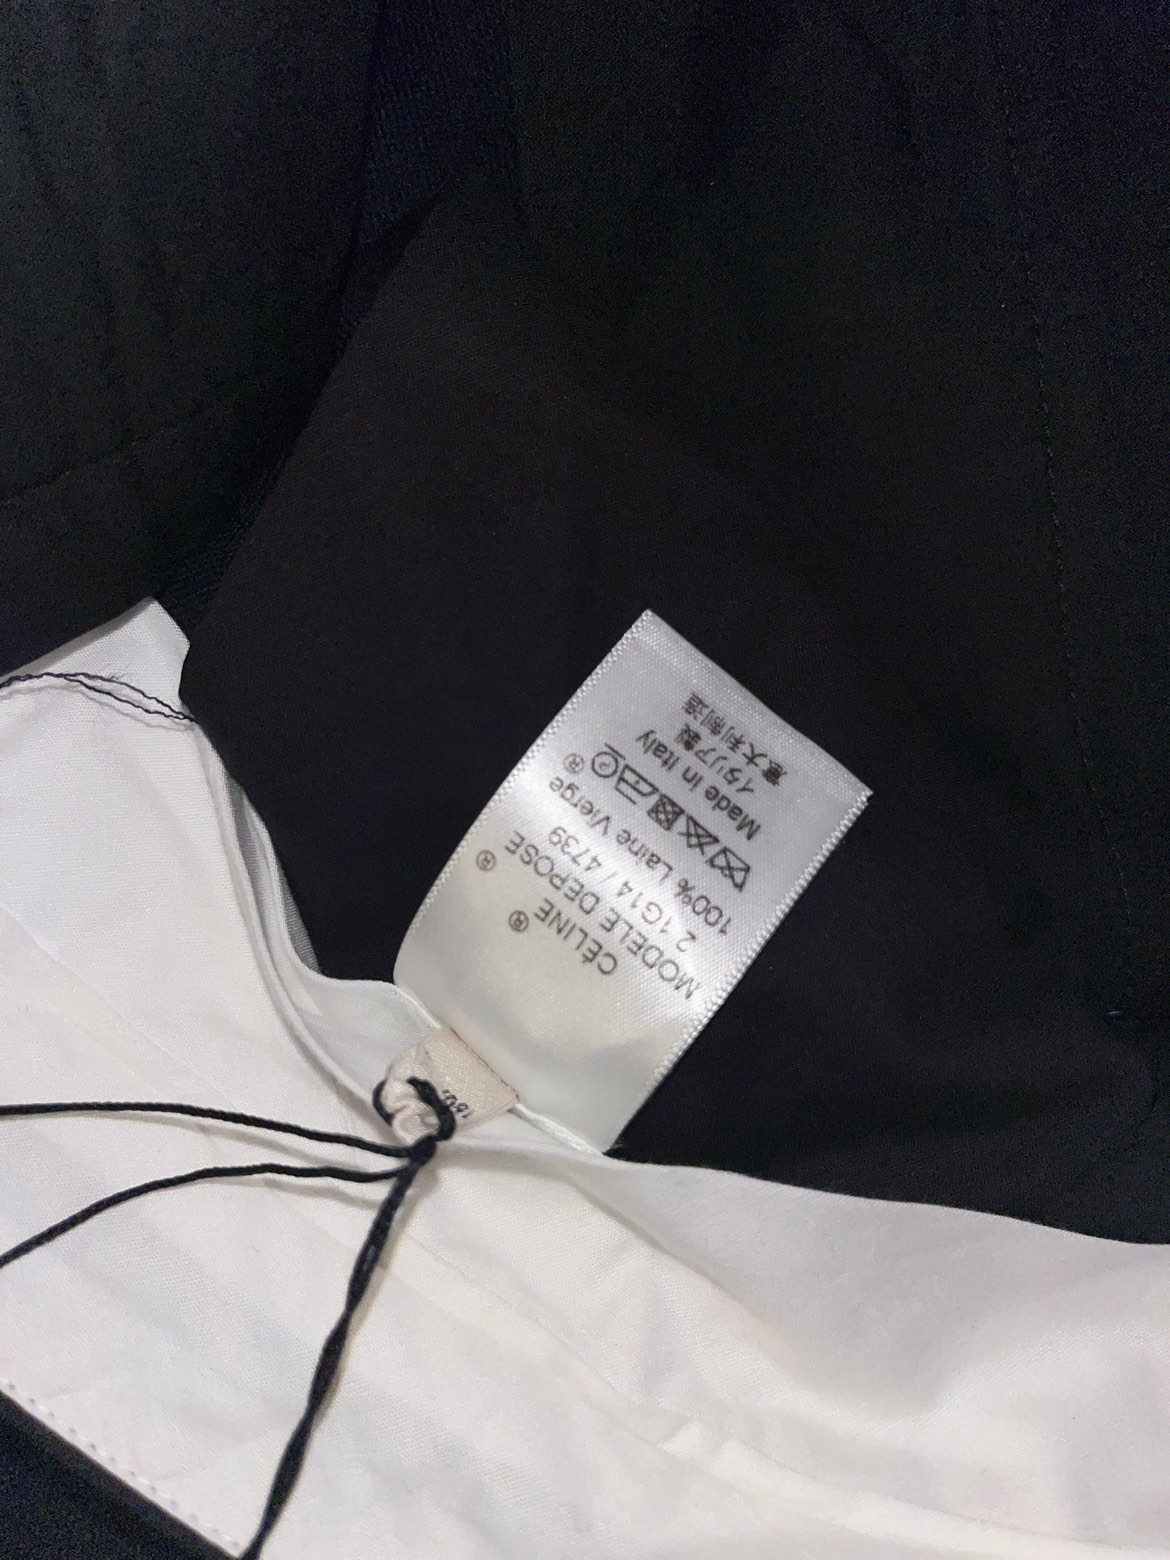 CÉLINE ®
MODELE DEPOSE ®
2 1G14 / 4739
100% Laine Vierge ®
Made in Italy
イタリア製
意大利制造